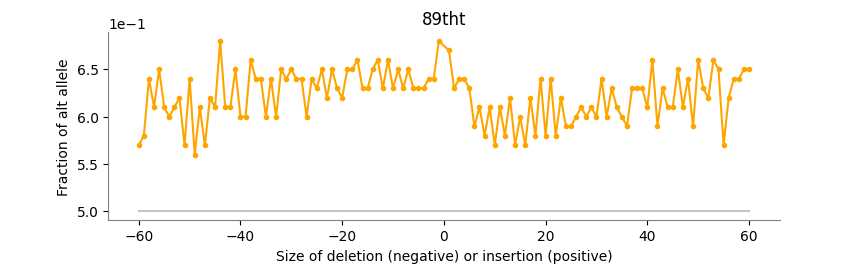 89tht
1e−1
Fraction of alt allele
6.5
6.0
5.5
5.0
−60 −40 −20 0 20 40 60
Size of deletion (negative) or insertion (positive)